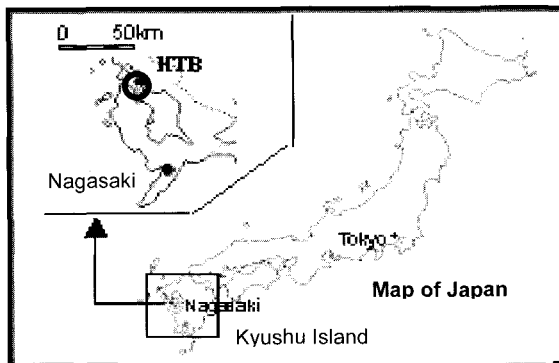 0 50km
HTB
Nagasaki
Tokyo
Map of Japan
Nagasaki
Kyushu Island